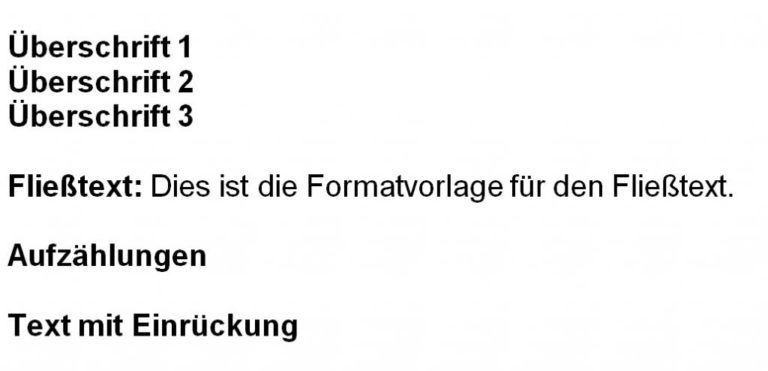 Überschrift 1
Überschrift 2
Überschrift 3
Fließtext: Dies ist die Formatvorlage für den Fließtext.
Aufzählungen
Text mit Einrückung